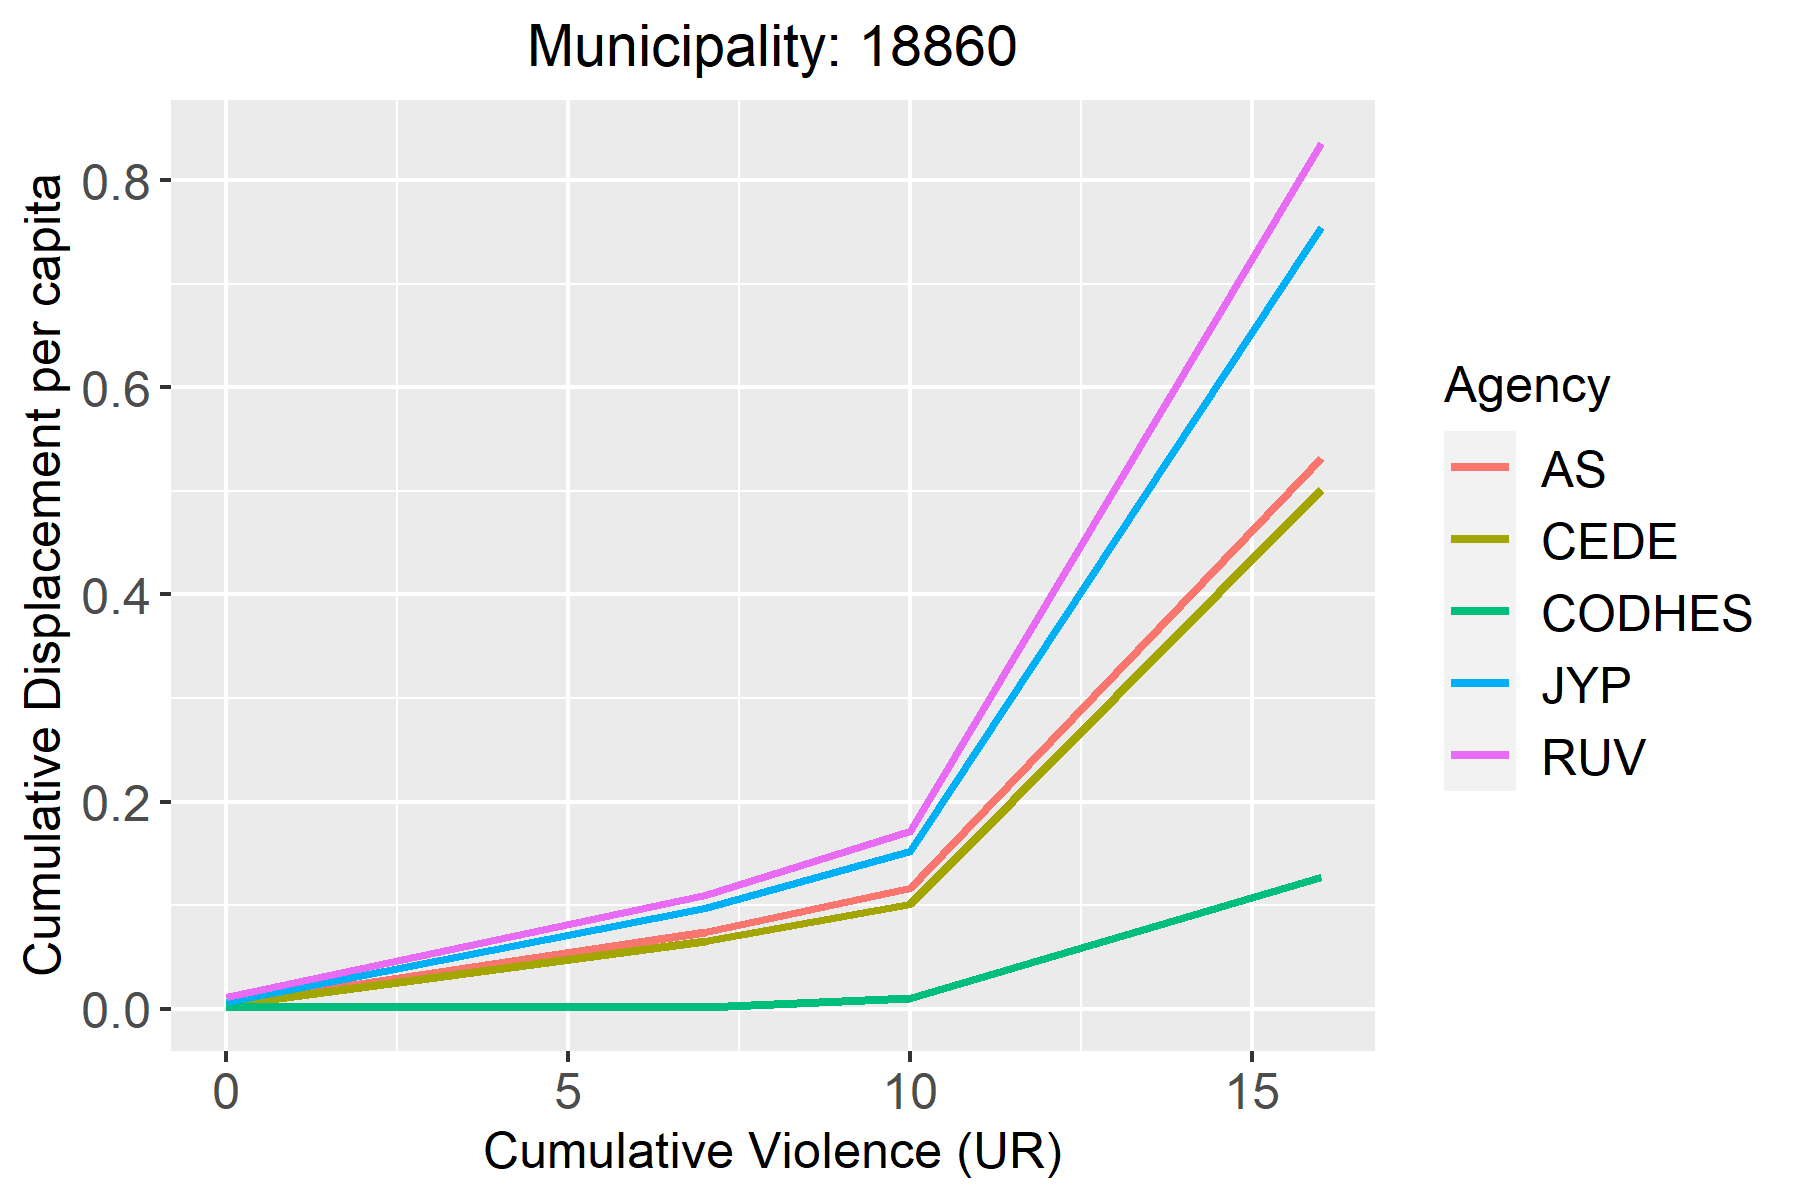 Municipality: 18860
Cumulative Displacement per capita
0.8
0.6
0.4
0.2
0.0
0 5 10 15
Cumulative Violence (UR)
Agency
AS
CEDE
CODHES
JYP
RUV